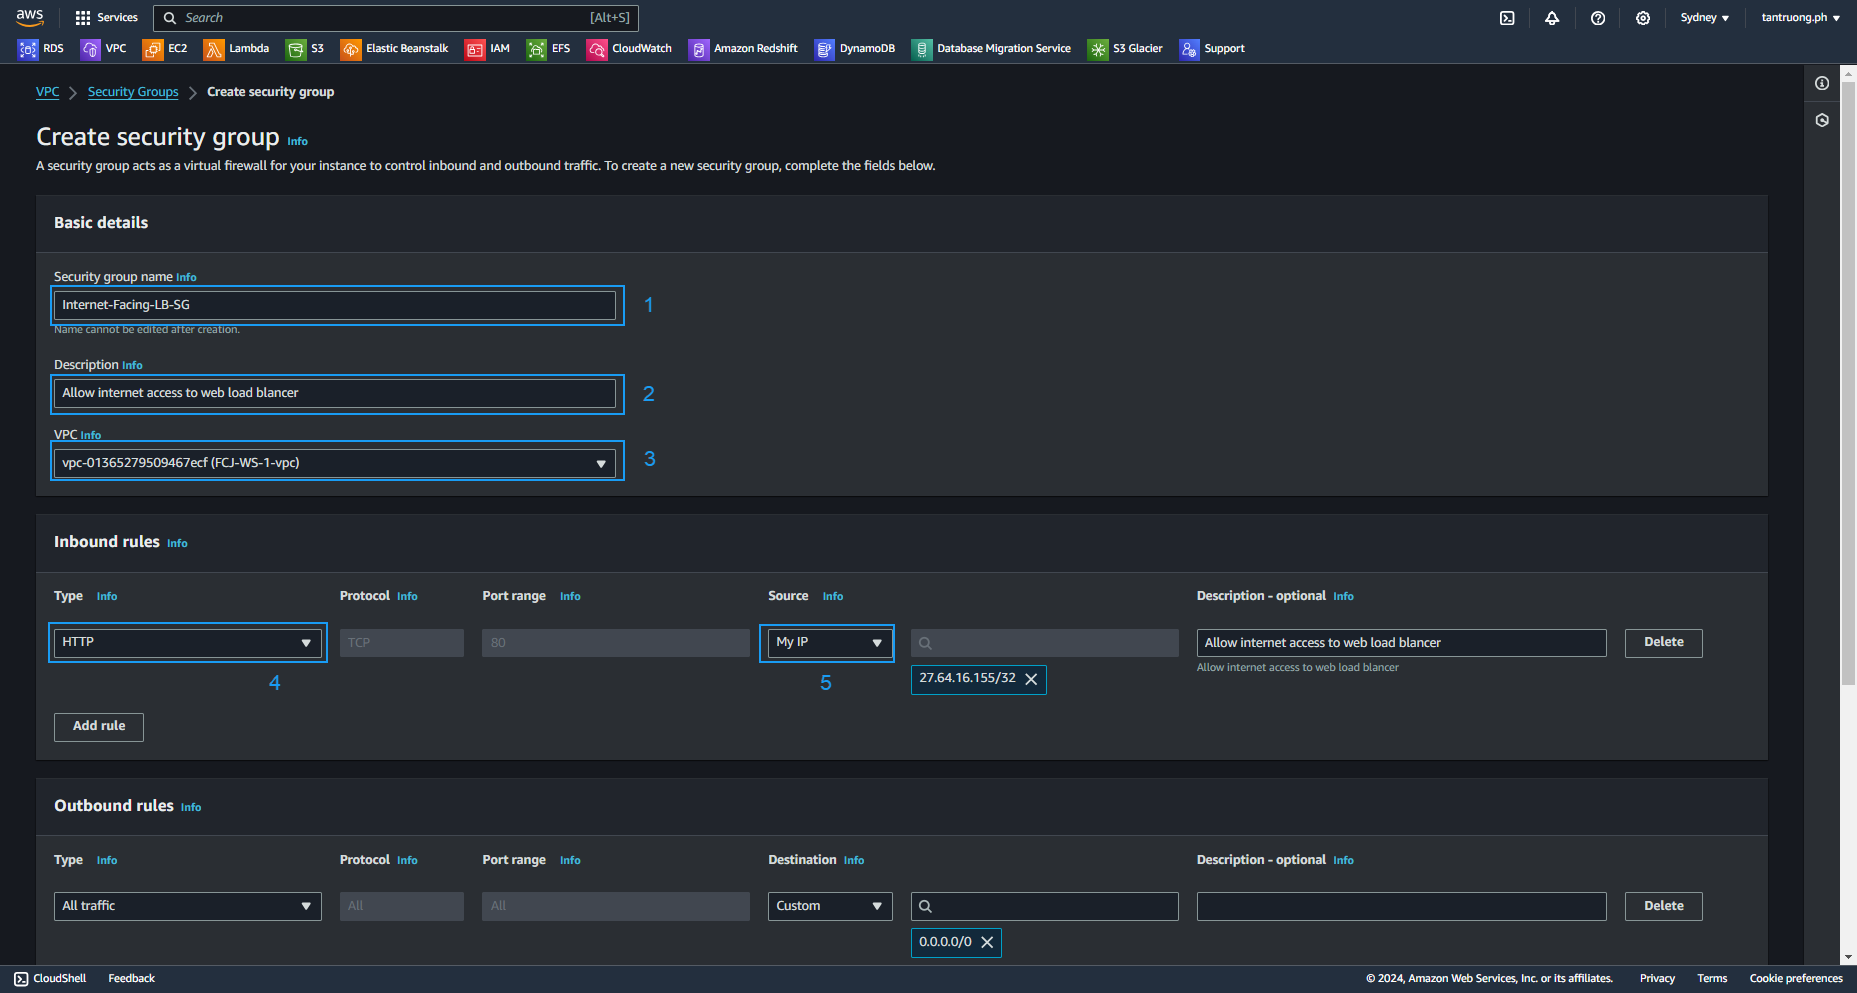 aws Services Search [Alt+S] Sydney tantruong.ph
RDS VPC EC2 Lambda S3 Elastic Beanstalk IAM EFS CloudWatch Amazon Redshift DynamoDB Database Migration Service S3 Glacier Support
VPC Security Groups Create security group
Create security group Info
A security group acts as a virtual firewall for your instance to control inbound and outbound traffic. To create a new security group, complete the fields below.
Basic details
Security group name Info
Internet-Facing-LB-SG 1
Name cannot be edited after creation.
Description Info
Allow internet access to web load blancer 2
VPC Info
vpc-01365279509467ecf (FCJ-WS-1-vpc) 3
Inbound rules Info
Type Info Protocol Info Port range Info Source Info Description - optional Info
HTTP TCP 80 My IP Allow internet access to web load blancer Delete
Allow internet access to web load blancer
4 5 27.64.16.155/32
Add rule
Outbound rules Info
Type Info Protocol Info Port range Info Destination Info Description - optional Info
All traffic All All Custom Delete
0.0.0.0/0
CloudShell Feedback © 2024, Amazon Web Services, Inc. or its affiliates. Privacy Terms Cookie preferences